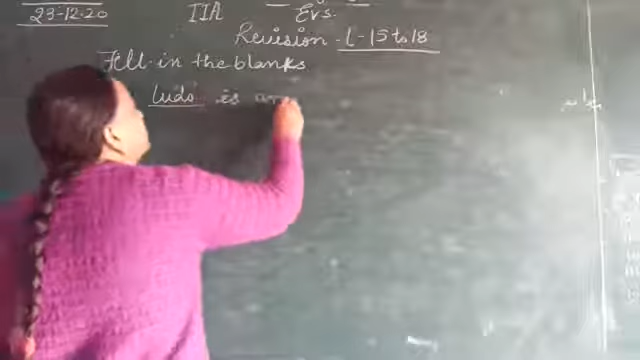 23-12-20 IIA Evs.
Revision - L-15 to 18
Fill in the blanks
ludo is